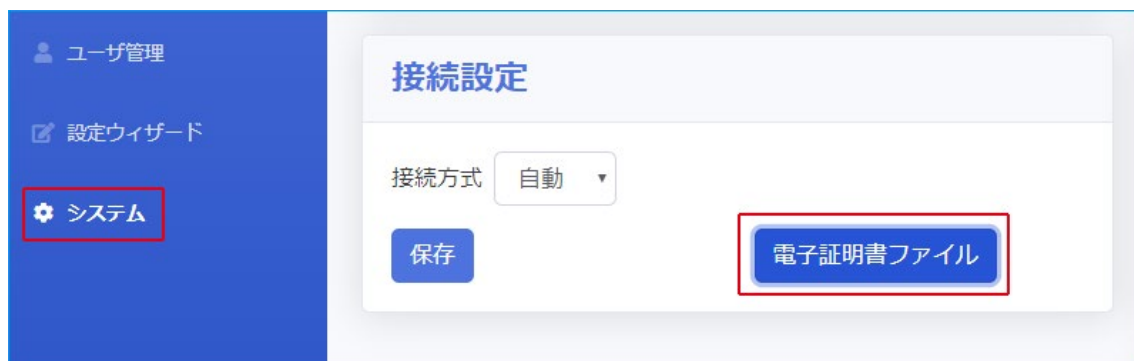 ユーザ管理
設定ウィザード
システム
接続設定
接続方式 自動
保存 電子証明書ファイル